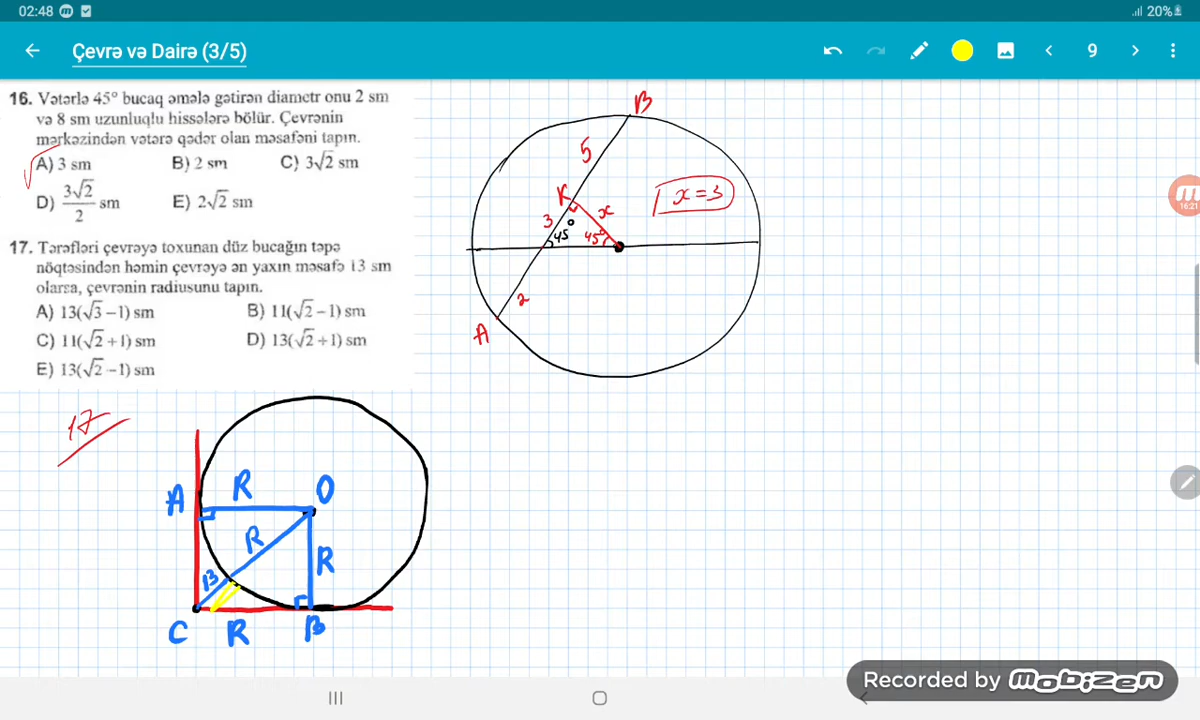 02:48
20%
Çevrə və Dairə (3/5)
9
16. Vətərlə 45° bucaq əmələ gətirən diametr onu 2 sm
və 8 sm uzunluqlu hissələrə bölür. Çevrənin
mərkəzindən vətərə qədər olan məsafəni tapın.
A) 3 sm B) 2 sm C) 3√2 sm
D) 3√2/2 sm E) 2√2 sm
17. Tərəfləri çevrəyə toxunan düz bucağın təpə
nöqtəsindən həmin çevrəyə ən yaxın məsafə 13 sm
olarsa, çevrənin radiusunu tapın.
A) 13(√3−1) sm B) 11(√2−1) sm
C) 11(√2+1) sm D) 13(√2+1) sm
E) 13(√2−1) sm
B
5
K
3
x
x = 3
45°
45°
2
A
16:21
17
A R O
R
R
13
C R B
Recorded by mobizen